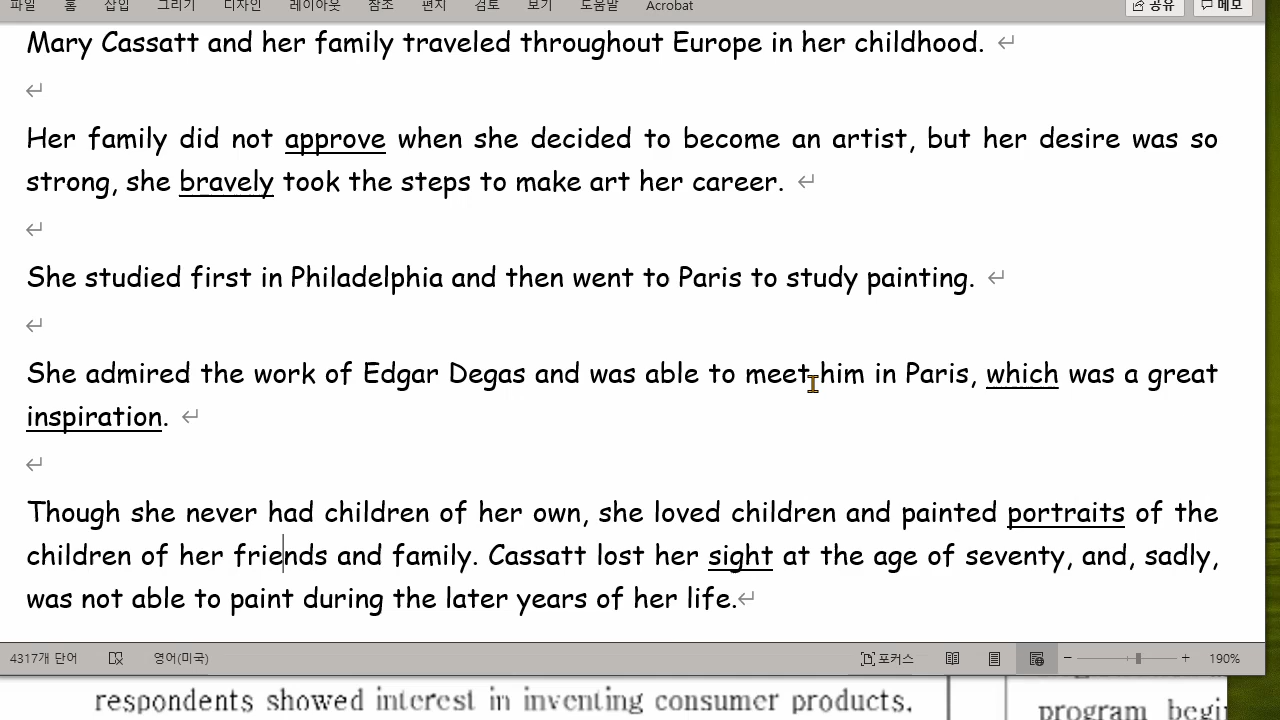 파일 홈 삽입 그리기 디자인 레이아웃 참조 편지 검토 보기 도움말 Acrobat 공유 메모
Mary Cassatt and her family traveled throughout Europe in her childhood.
Her family did not approve when she decided to become an artist, but her desire was so
strong, she bravely took the steps to make art her career.
She studied first in Philadelphia and then went to Paris to study painting.
She admired the work of Edgar Degas and was able to meet him in Paris, which was a great
inspiration.
Though she never had children of her own, she loved children and painted portraits of the
children of her friends and family. Cassatt lost her sight at the age of seventy, and, sadly,
was not able to paint during the later years of her life.
4317개 단어 영어(미국) 포커스 190%
respondents showed interest in inventing consumer products.
program